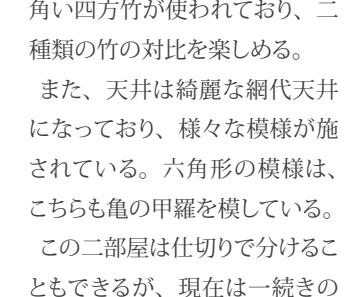 角い四方竹が使われており、二
種類の竹の対比を楽しめる。
また、天井は綺麗な網代天井
になっており、様々な模様が施
されている。六角形の模様は、
こちらも亀の甲羅を模している。
この二部屋は仕切りで分けるこ
ともできるが、現在は一続きの